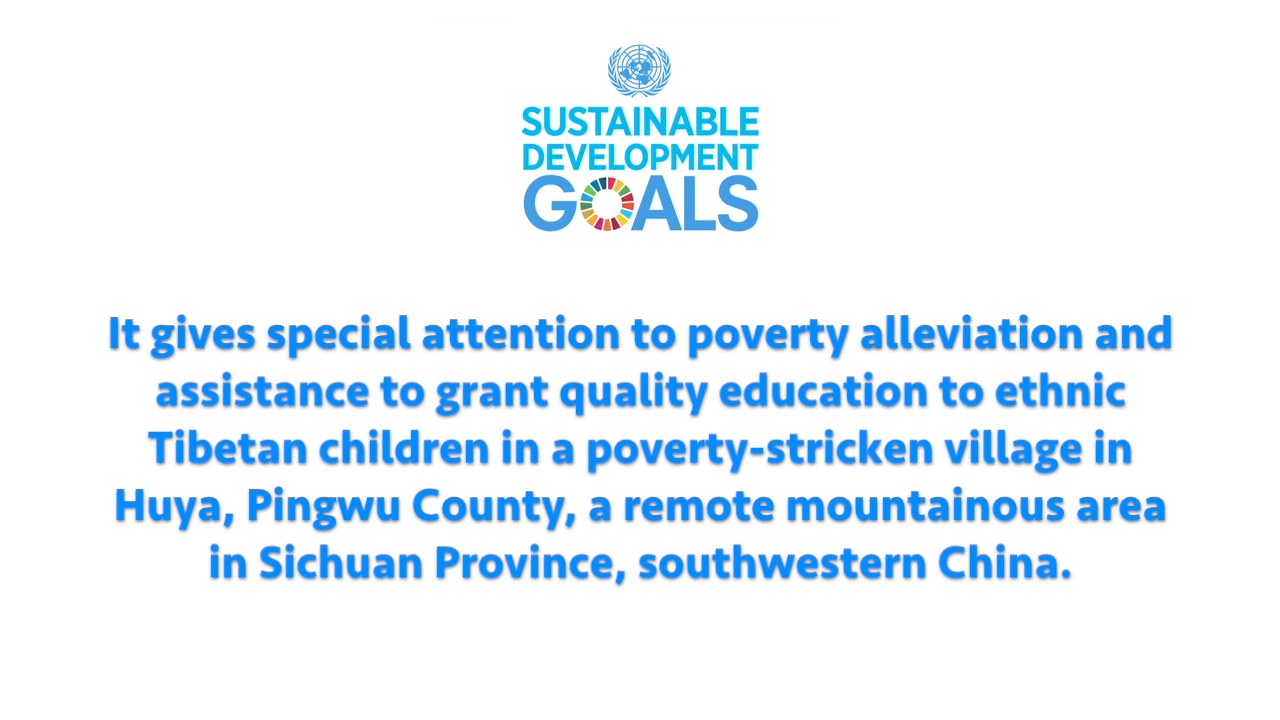 SUSTAINABLE
DEVELOPMENT
GOALS
It gives special attention to poverty alleviation and
assistance to grant quality education to ethnic
Tibetan children in a poverty-stricken village in
Huya, Pingwu County, a remote mountainous area
in Sichuan Province, southwestern China.